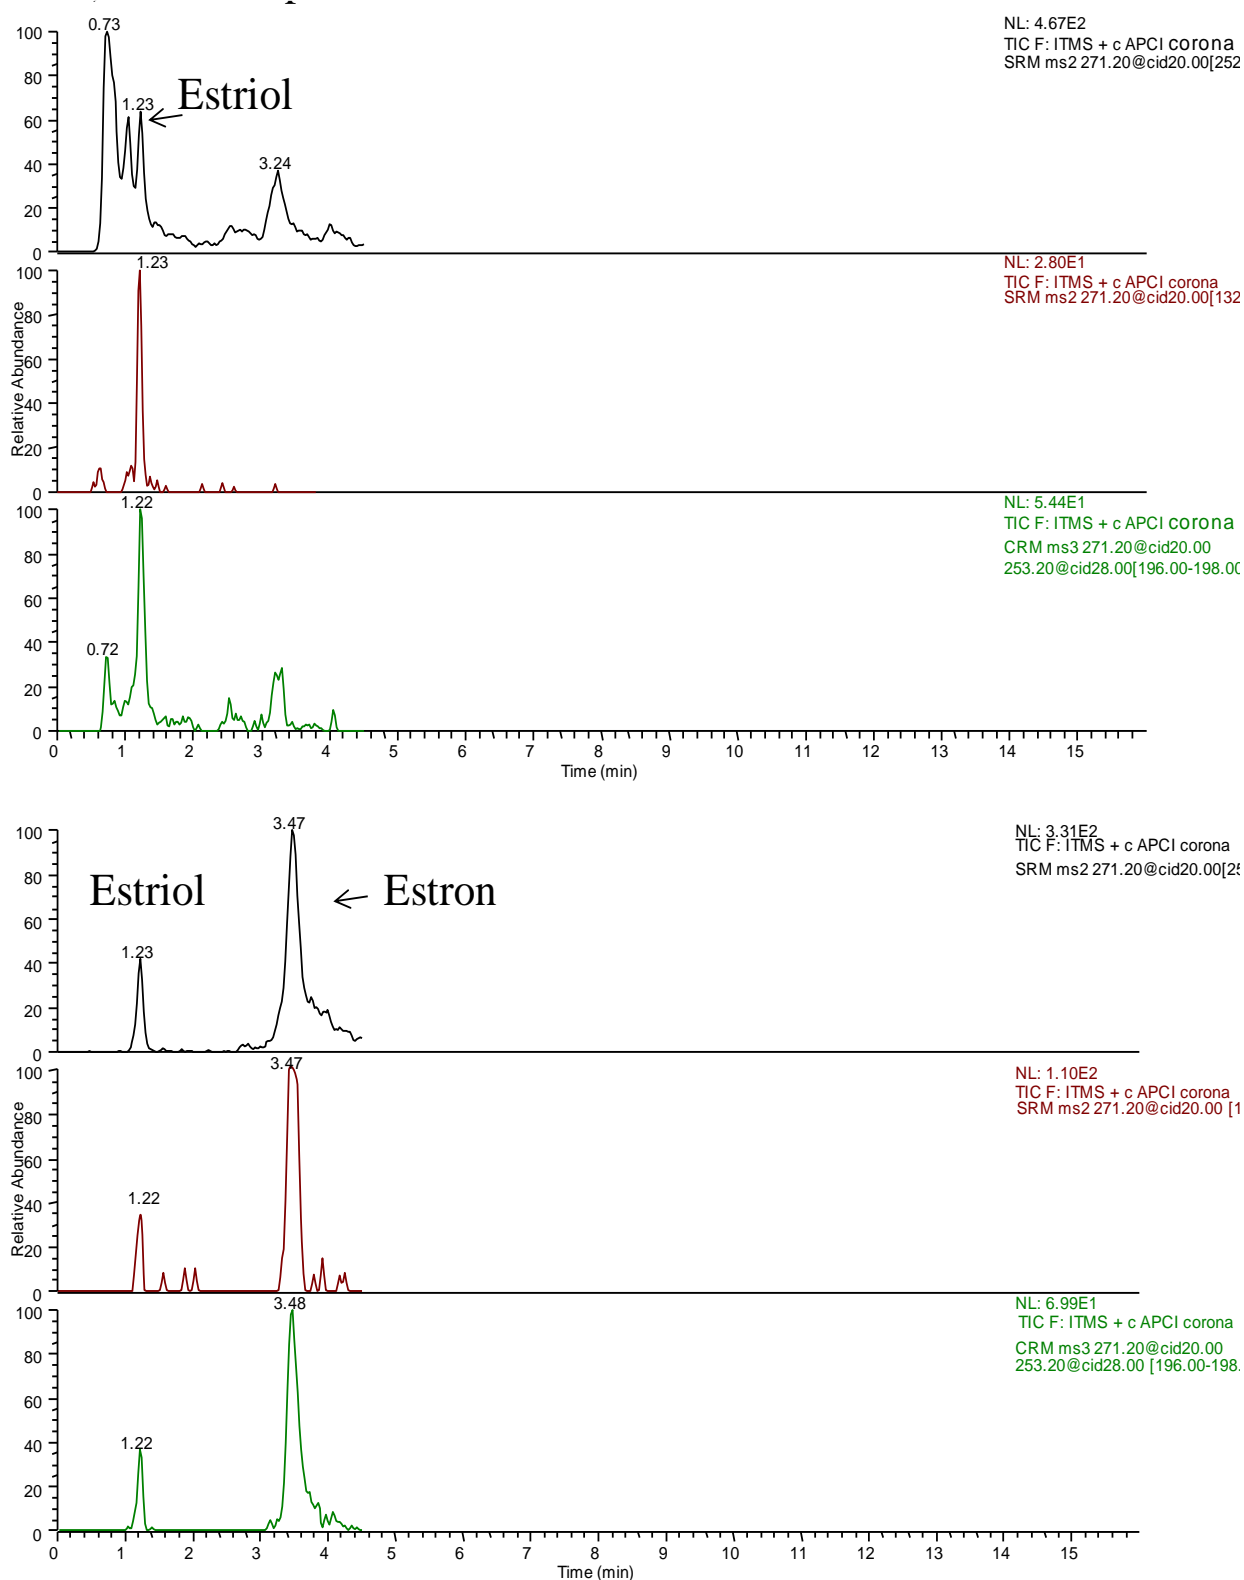 0.73
NL: 4.67E2
TIC F: ITMS + c APCI corona
SRM ms2 271.20@cid20.00[252
100
80
60
40
20
0
1.23
Estriol
3.24
1.23
NL: 2.80E1
TIC F: ITMS + c APCI corona
SRM ms2 271.20@cid20.00[132
100
80
60
40
20
0
Relative Abundance
1.22
NL: 5.44E1
TIC F: ITMS + c APCI corona
CRM ms3 271.20@cid20.00
253.20@cid28.00[196.00-198.00
100
80
60
40
20
0
0.72
0 1 2 3 4 5 6 7 8 9 10 11 12 13 14 15
Time (min)
3.47
NL: 3.31E2
TIC F: ITMS + c APCI corona
SRM ms2 271.20@cid20.00[25
100
80
60
40
20
0
Estriol
Estron
1.23
3.47
NL: 1.10E2
TIC F: ITMS + c APCI corona
SRM ms2 271.20@cid20.00 [1
100
80
60
40
20
0
Relative Abundance
1.22
3.48
NL: 6.99E1
TIC F: ITMS + c APCI corona
CRM ms3 271.20@cid20.00
253.20@cid28.00 [196.00-198.
100
80
60
40
20
0
1.22
0 1 2 3 4 5 6 7 8 9 10 11 12 13 14 15
Time (min)